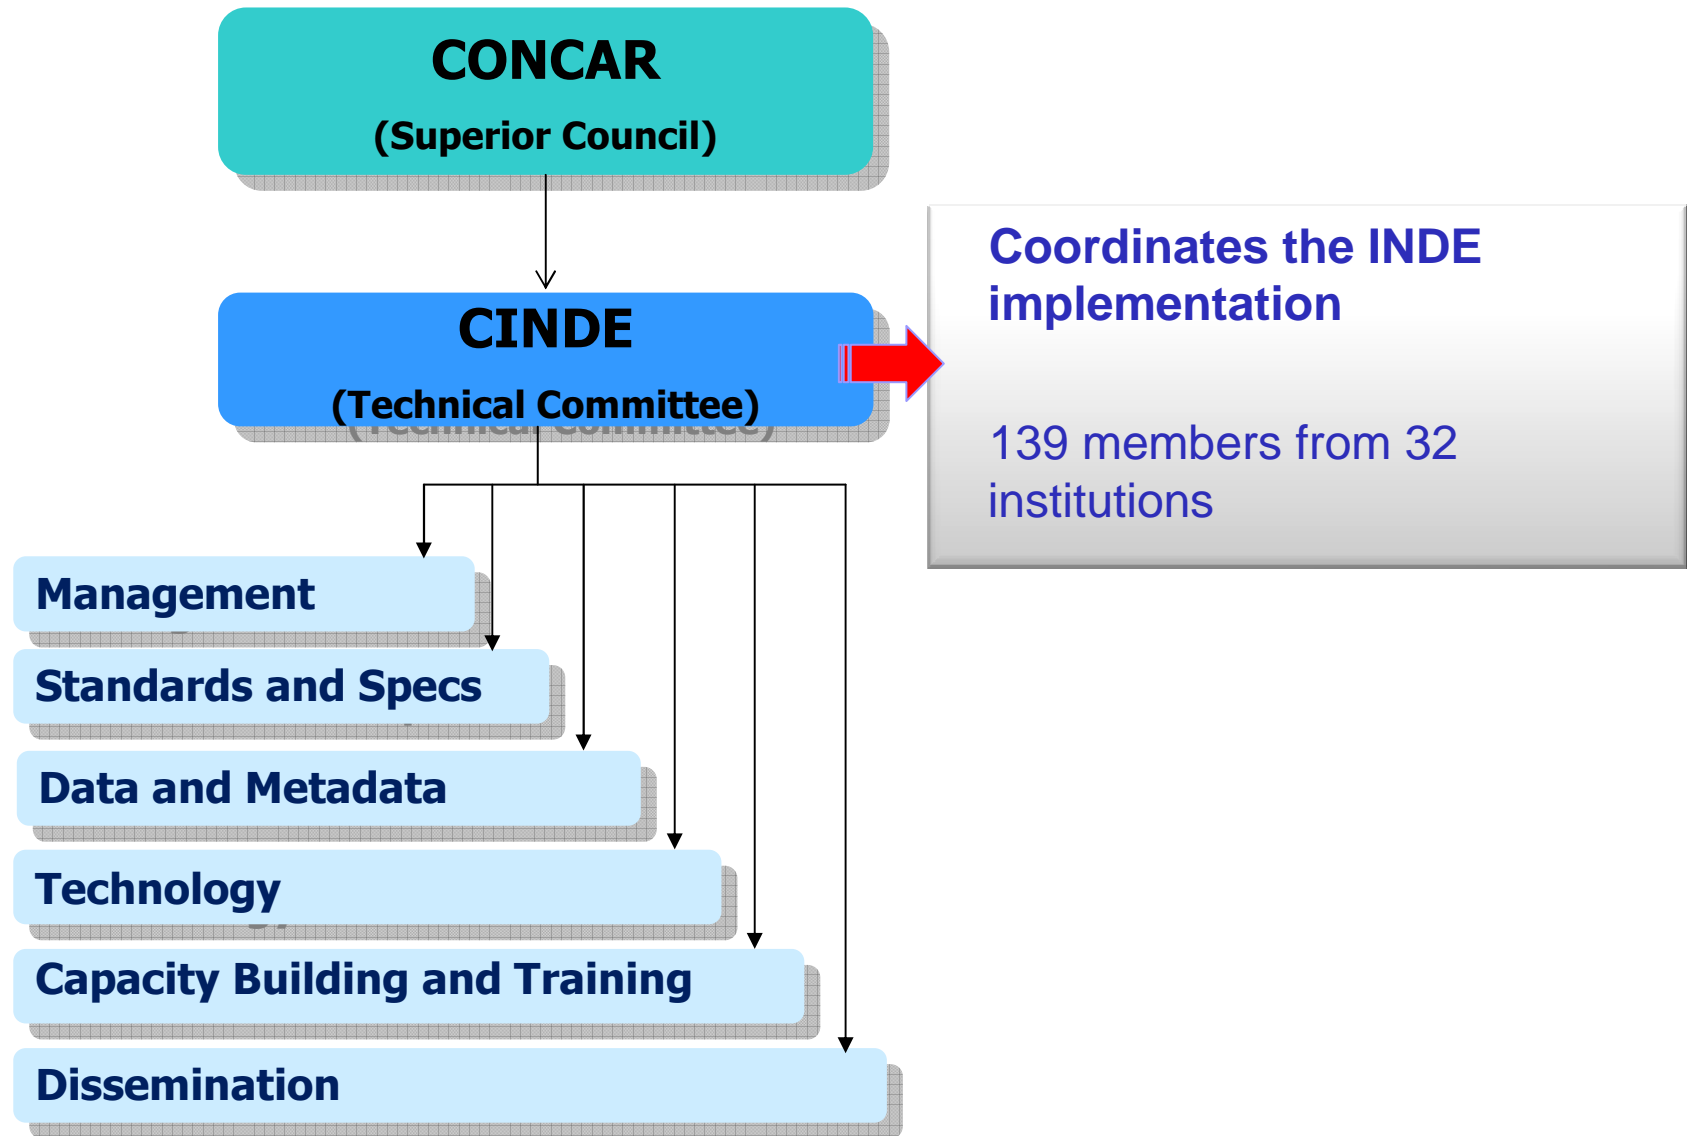 CONCAR
(Superior Council)
CINDE
(Technical Committee)
Coordinates the INDE
implementation
139 members from 32
institutions
Management
Standards and Specs
Data and Metadata
Technology
Capacity Building and Training
Dissemination